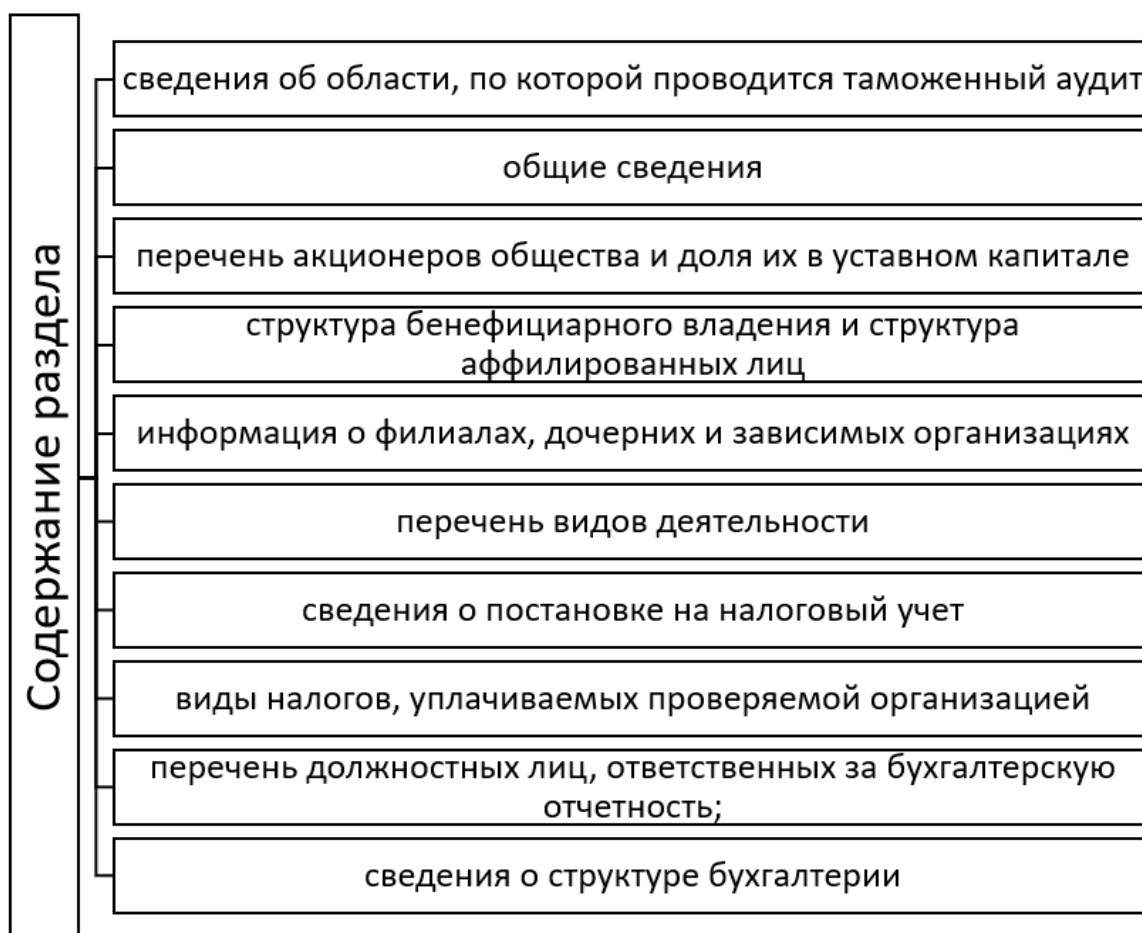 Содержание раздела
сведения об области, по которой проводится таможенный аудит
общие сведения
перечень акционеров общества и доля их в уставном капитале
структура бенефициарного владения и структура
аффилированных лиц
информация о филиалах, дочерних и зависимых организациях
перечень видов деятельности
сведения о постановке на налоговый учет
виды налогов, уплачиваемых проверяемой организацией
перечень должностных лиц, ответственных за бухгалтерскую
отчетность;
сведения о структуре бухгалтерии